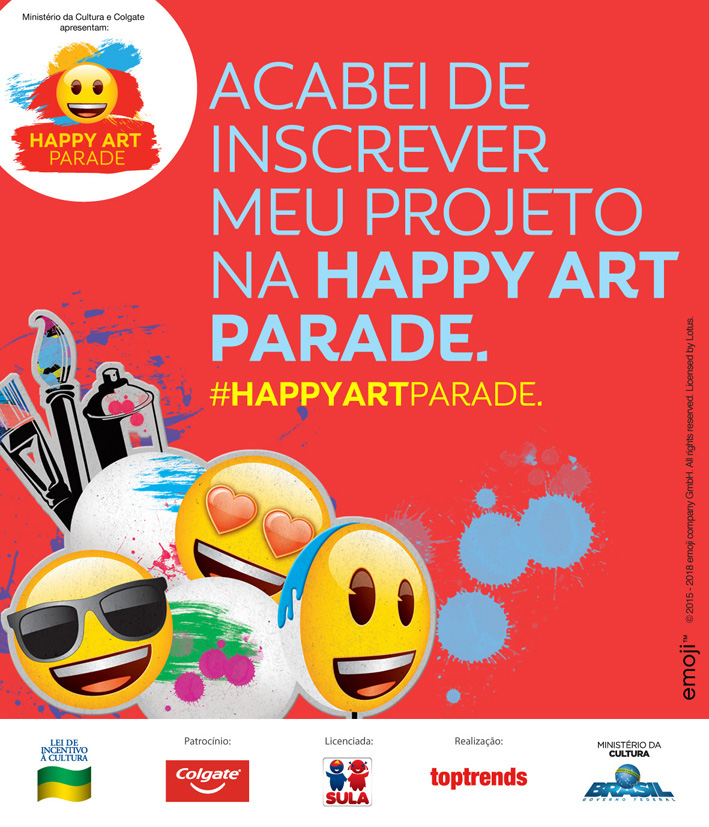 Ministério da Cultura e Colgate
apresentam:
HAPPY ART
PARADE
ACABEI DE
INSCREVER
MEU PROJETO
NA HAPPY ART
PARADE.
#HAPPYARTPARADE.
emoji™ © 2015 - 2018 emoji company GmbH. All rights reserved. Licensed by Lotus.
LEI DE
INCENTIVO
À CULTURA
Patrocínio:
Colgate®
Licenciada:
SULA
Realização:
toptrends
MINISTÉRIO DA
CULTURA
BRASIL
GOVERNO FEDERAL